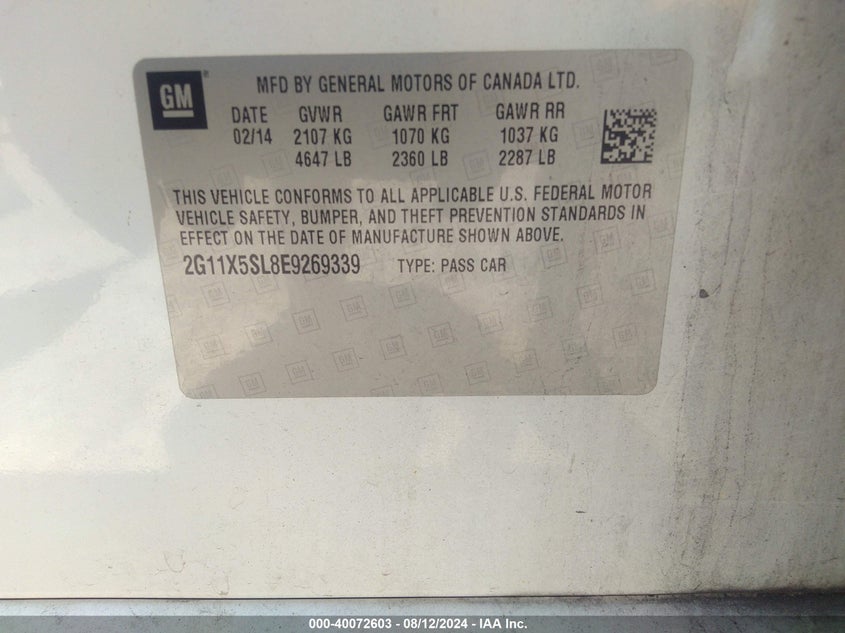 GM
MFD BY GENERAL MOTORS OF CANADA LTD.
DATE GVWR GAWR FRT GAWR RR
02/14 2107 KG 1070 KG 1037 KG
4647 LB 2360 LB 2287 LB
THIS VEHICLE CONFORMS TO ALL APPLICABLE U.S. FEDERAL MOTOR
VEHICLE SAFETY, BUMPER, AND THEFT PREVENTION STANDARDS IN
EFFECT ON THE DATE OF MANUFACTURE SHOWN ABOVE.
2G11X5SL8E9269339 TYPE: PASS CAR
000-40072603 - 08/12/2024 - IAA Inc.